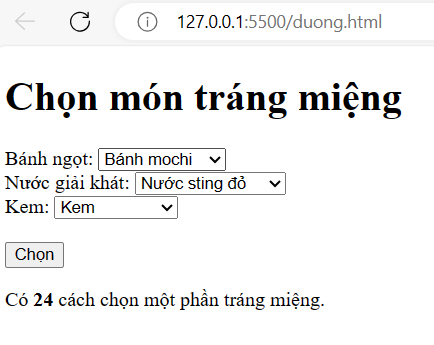 127.0.0.1:5500/duong.html
Chọn món tráng miệng
Bánh ngọt: Bánh mochi
Nước giải khát: Nước sting đỏ
Kem: Kem
Chọn
Có 24 cách chọn một phần tráng miệng.